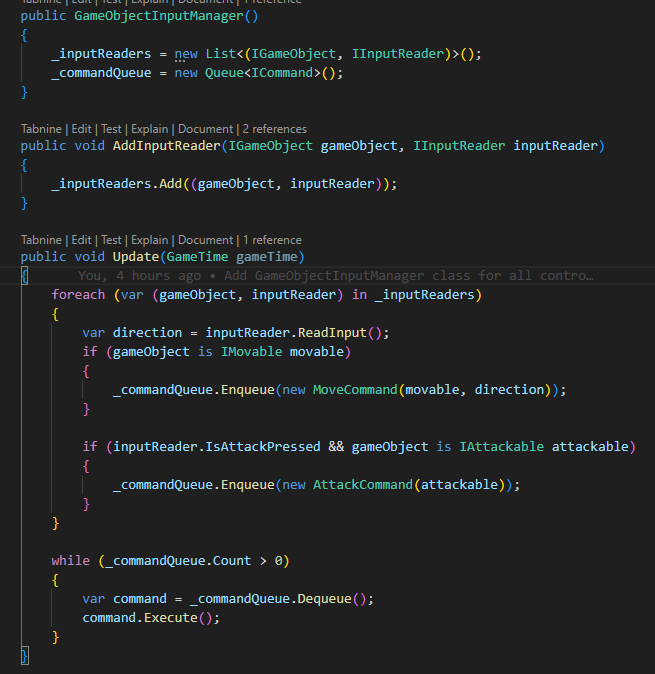 Tabnine | Edit | Test | Explain | Document | 1 reference
public GameObjectInputManager()
{
    _inputReaders = new List<(IGameObject, IInputReader)>();
    _commandQueue = new Queue<ICommand>();
}
Tabnine | Edit | Test | Explain | Document | 2 references
public void AddInputReader(IGameObject gameObject, IInputReader inputReader)
{
    _inputReaders.Add((gameObject, inputReader));
}
Tabnine | Edit | Test | Explain | Document | 1 reference
public void Update(GameTime gameTime)
{ You, 4 hours ago • Add GameObjectInputManager class for all contro…
    foreach (var (gameObject, inputReader) in _inputReaders)
    {
        var direction = inputReader.ReadInput();
        if (gameObject is IMovable movable)
        {
            _commandQueue.Enqueue(new MoveCommand(movable, direction));
        }
        if (inputReader.IsAttackPressed && gameObject is IAttackable attackable)
        {
            _commandQueue.Enqueue(new AttackCommand(attackable));
        }
    }
    while (_commandQueue.Count > 0)
    {
        var command = _commandQueue.Dequeue();
        command.Execute();
    }
}